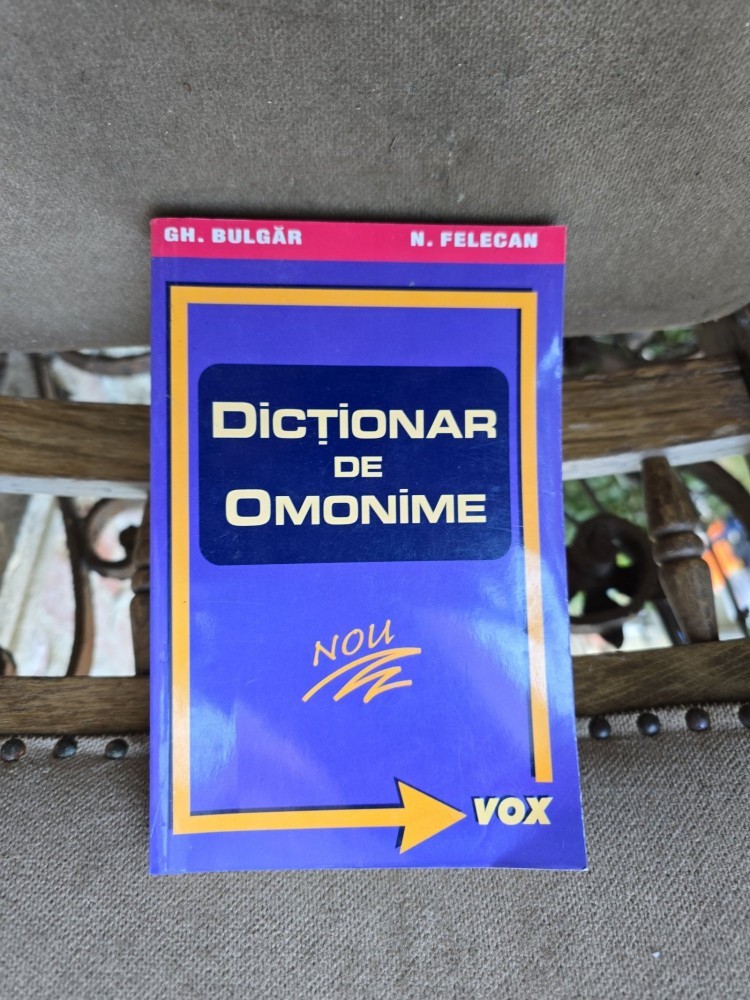 GH. BULGĂR N. FELECAN
DICȚIONAR
DE
OMONIME
NOU
VOX